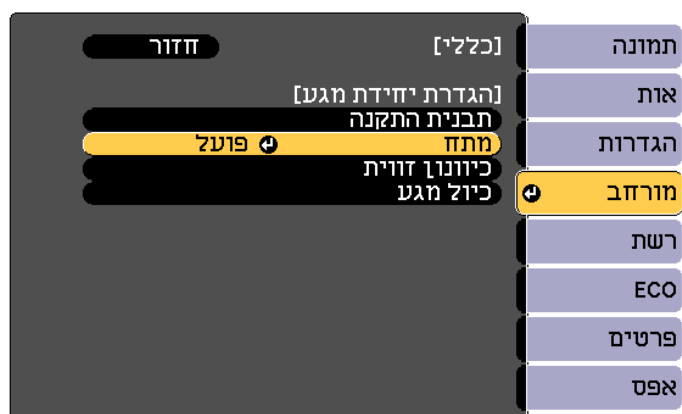 תמונה
אות
הגדרות
מורחב
רשת
ECO
פרטים
אפס
[כללי] חזור
[הגדרת יחידת מגע]
תבנית התקנה
מתח פועל
כיוונון זווית
כיול מגע